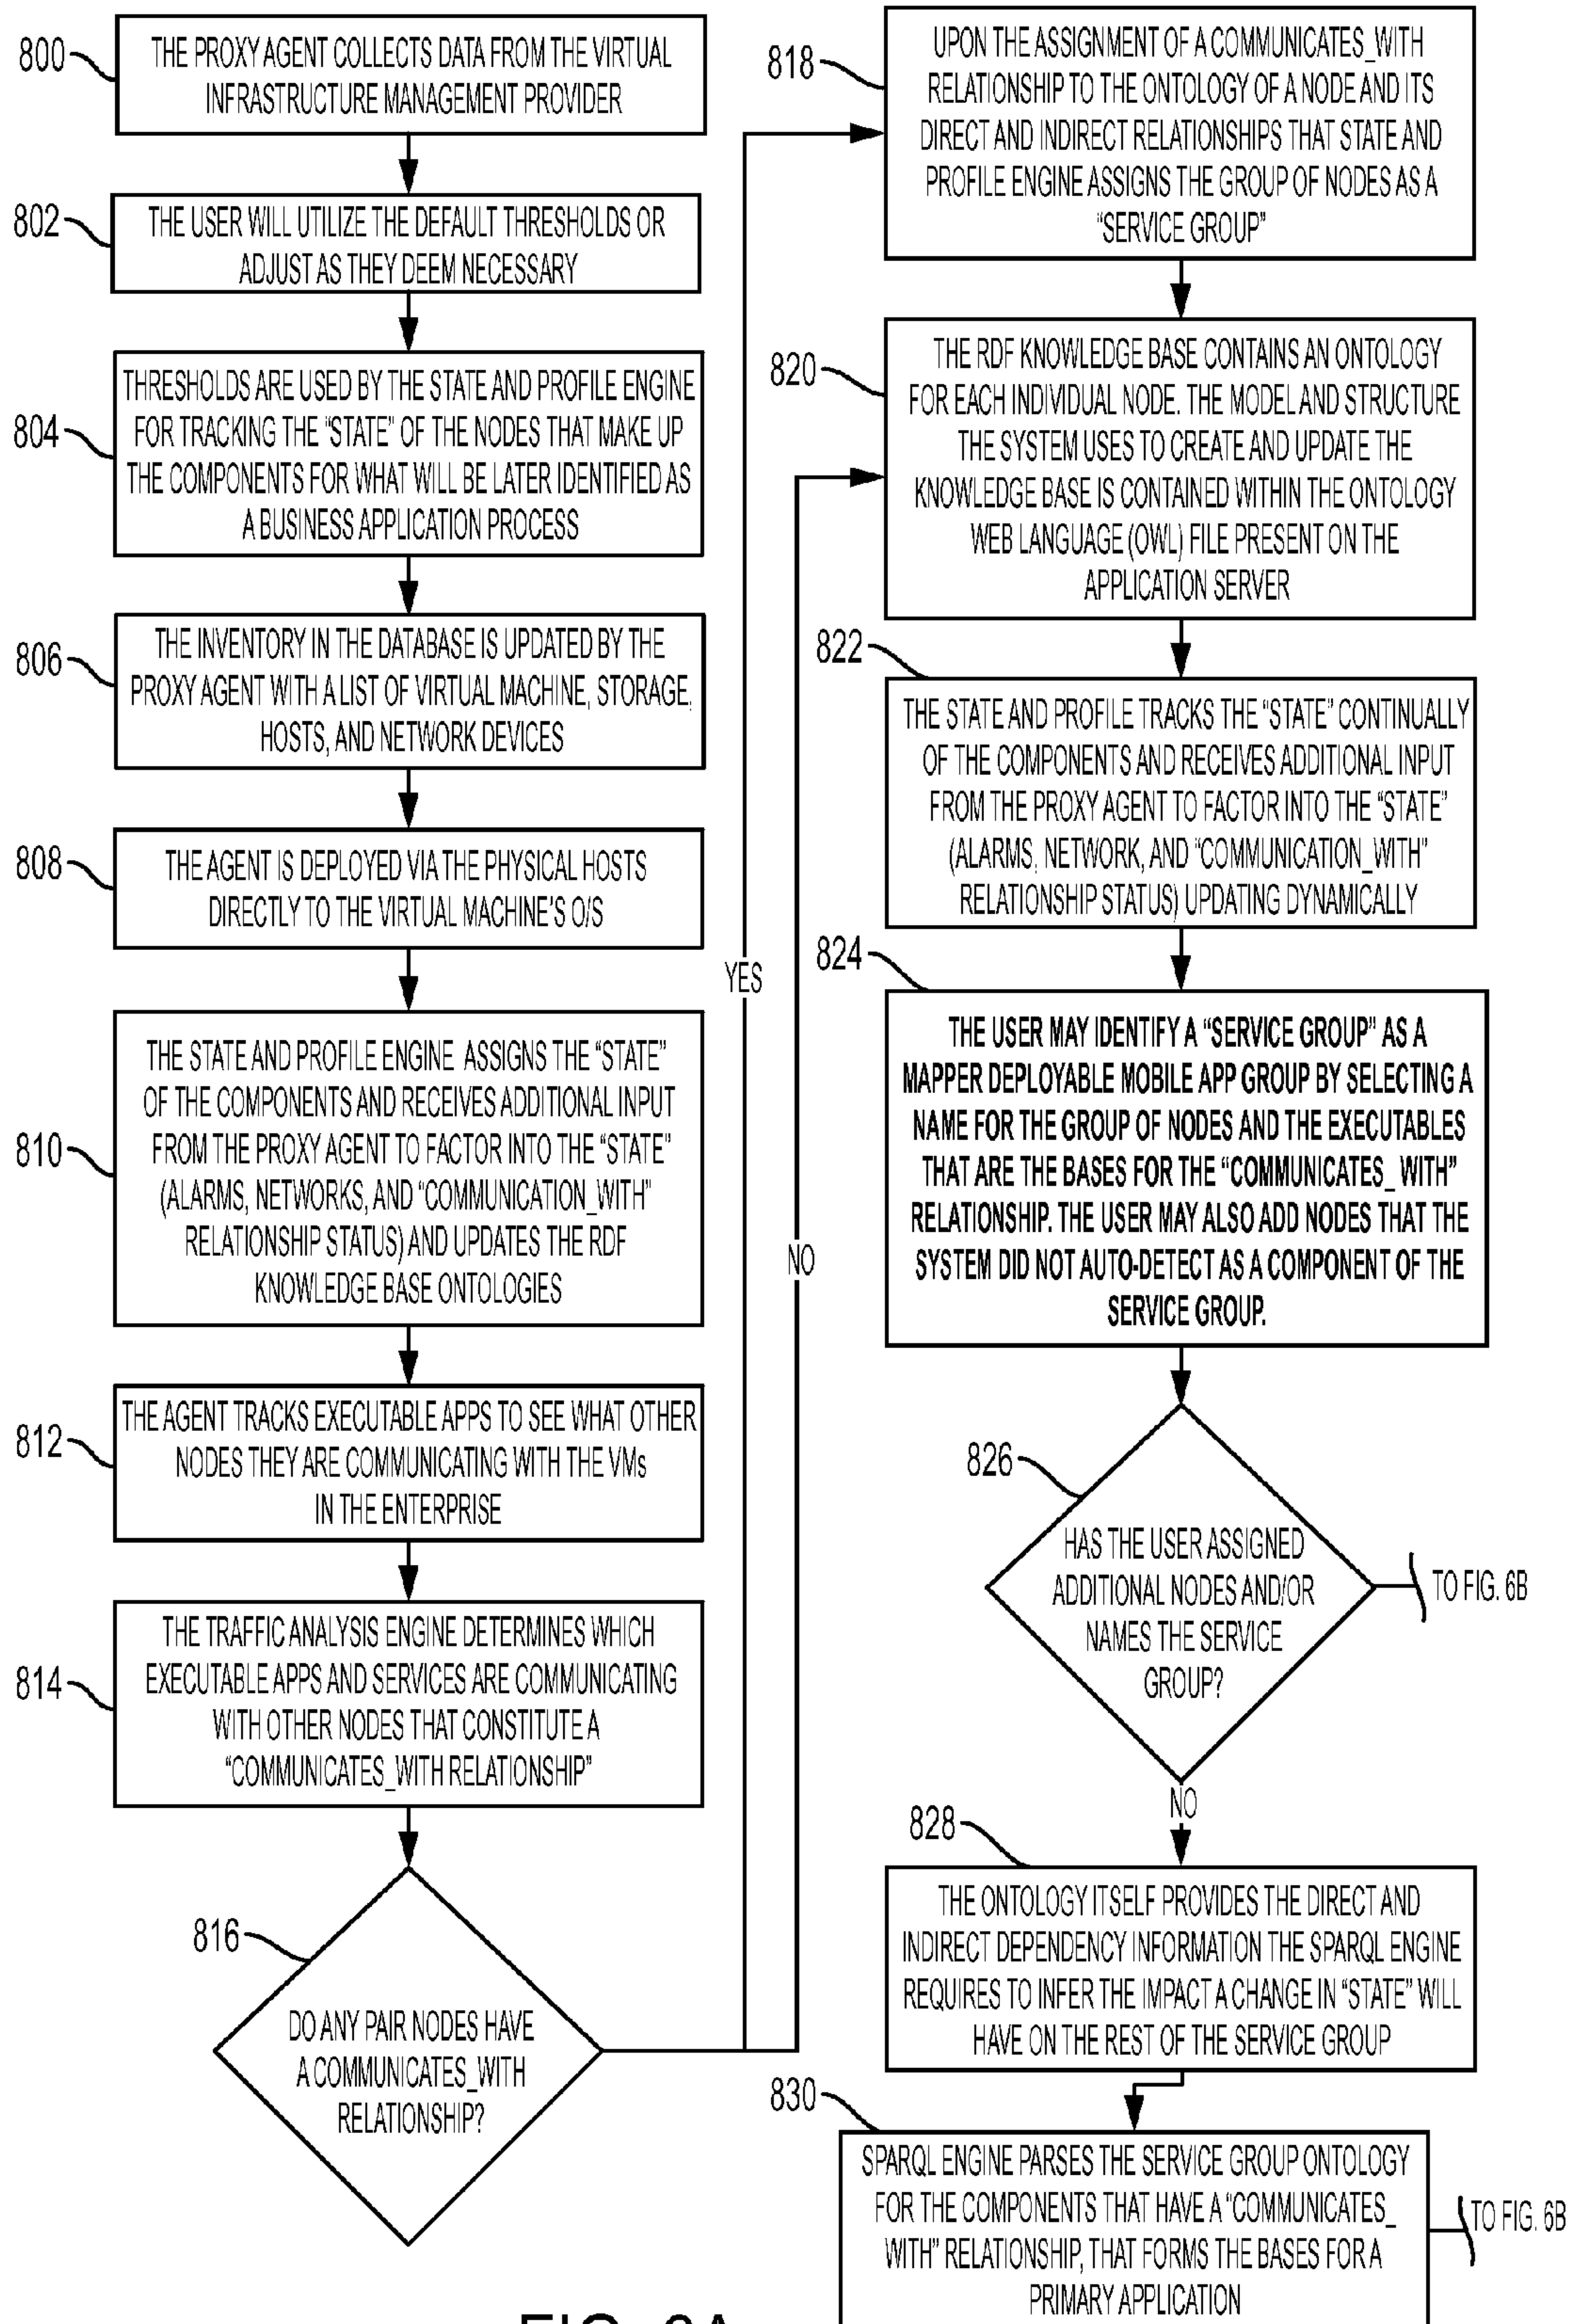 800
THE PROXY AGENT COLLECTS DATA FROM THE VIRTUAL
INFRASTRUCTURE MANAGEMENT PROVIDER
802
THE USER WILL UTILIZE THE DEFAULT THRESHOLDS OR
ADJUST AS THEY DEEM NECESSARY
804
THRESHOLDS ARE USED BY THE STATE AND PROFILE ENGINE
FOR TRACKING THE “STATE” OF THE NODES THAT MAKE UP
THE COMPONENTS FOR WHAT WILL BE LATER IDENTIFIED AS
A BUSINESS APPLICATION PROCESS
806
THE INVENTORY IN THE DATABASE IS UPDATED BY THE
PROXY AGENT WITH A LIST OF VIRTUAL MACHINE, STORAGE,
HOSTS, AND NETWORK DEVICES
808
THE AGENT IS DEPLOYED VIA THE PHYSICAL HOSTS
DIRECTLY TO THE VIRTUAL MACHINE'S O/S
810
THE STATE AND PROFILE ENGINE ASSIGNS THE “STATE”
OF THE COMPONENTS AND RECEIVES ADDITIONAL INPUT
FROM THE PROXY AGENT TO FACTOR INTO THE “STATE”
(ALARMS, NETWORKS, AND “COMMUNICATION_WITH”
RELATIONSHIP STATUS) AND UPDATES THE RDF
KNOWLEDGE BASE ONTOLOGIES
812
THE AGENT TRACKS EXECUTABLE APPS TO SEE WHAT OTHER
NODES THEY ARE COMMUNICATING WITH THE VMs
IN THE ENTERPRISE
814
THE TRAFFIC ANALYSIS ENGINE DETERMINES WHICH
EXECUTABLE APPS AND SERVICES ARE COMMUNICATING
WITH OTHER NODES THAT CONSTITUTE A
“COMMUNICATES_WITH RELATIONSHIP”
816
DO ANY PAIR NODES HAVE
A COMMUNICATES_WITH
RELATIONSHIP?
YES
NO
818
UPON THE ASSIGNMENT OF A COMMUNICATES_WITH
RELATIONSHIP TO THE ONTOLOGY OF A NODE AND ITS
DIRECT AND INDIRECT RELATIONSHIPS THAT STATE AND
PROFILE ENGINE ASSIGNS THE GROUP OF NODES AS A
“SERVICE GROUP”
820
THE RDF KNOWLEDGE BASE CONTAINS AN ONTOLOGY
FOR EACH INDIVIDUAL NODE. THE MODEL AND STRUCTURE
THE SYSTEM USES TO CREATE AND UPDATE THE
KNOWLEDGE BASE IS CONTAINED WITHIN THE ONTOLOGY
WEB LANGUAGE (OWL) FILE PRESENT ON THE
APPLICATION SERVER
822
THE STATE AND PROFILE TRACKS THE “STATE” CONTINUALLY
OF THE COMPONENTS AND RECEIVES ADDITIONAL INPUT
FROM THE PROXY AGENT TO FACTOR INTO THE “STATE”
(ALARMS, NETWORK, AND “COMMUNICATION_WITH”
RELATIONSHIP STATUS) UPDATING DYNAMICALLY
824
THE USER MAY IDENTIFY A “SERVICE GROUP” AS A
MAPPER DEPLOYABLE MOBILE APP GROUP BY SELECTING A
NAME FOR THE GROUP OF NODES AND THE EXECUTABLES
THAT ARE THE BASES FOR THE “COMMUNICATES_ WITH”
RELATIONSHIP. THE USER MAY ALSO ADD NODES THAT THE
SYSTEM DID NOT AUTO-DETECT AS A COMPONENT OF THE
SERVICE GROUP.
826
HAS THE USER ASSIGNED
ADDITIONAL NODES AND/OR
NAMES THE SERVICE
GROUP?
TO FIG. 6B
NO
828
THE ONTOLOGY ITSELF PROVIDES THE DIRECT AND
INDIRECT DEPENDENCY INFORMATION THE SPARQL ENGINE
REQUIRES TO INFER THE IMPACT A CHANGE IN “STATE” WILL
HAVE ON THE REST OF THE SERVICE GROUP
830
SPARQL ENGINE PARSES THE SERVICE GROUP ONTOLOGY
FOR THE COMPONENTS THAT HAVE A “COMMUNICATES_
WITH” RELATIONSHIP, THAT FORMS THE BASES FOR A
PRIMARY APPLICATION
TO FIG. 6B